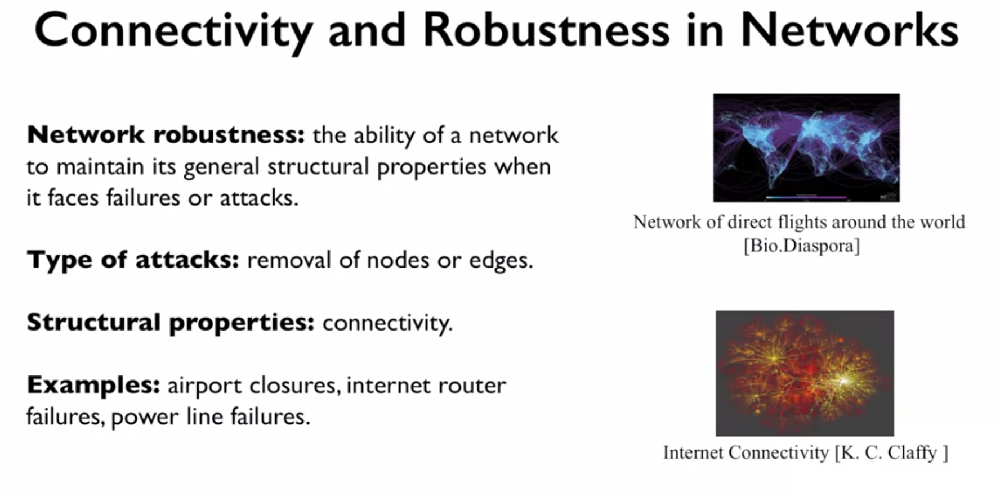 Connectivity and Robustness in Networks
Network robustness: the ability of a network
to maintain its general structural properties when
it faces failures or attacks.
Type of attacks: removal of nodes or edges.
Structural properties: connectivity.
Examples: airport closures, internet router
failures, power line failures.
Network of direct flights around the world
[Bio.Diaspora]
Internet Connectivity [K. C. Claffy ]